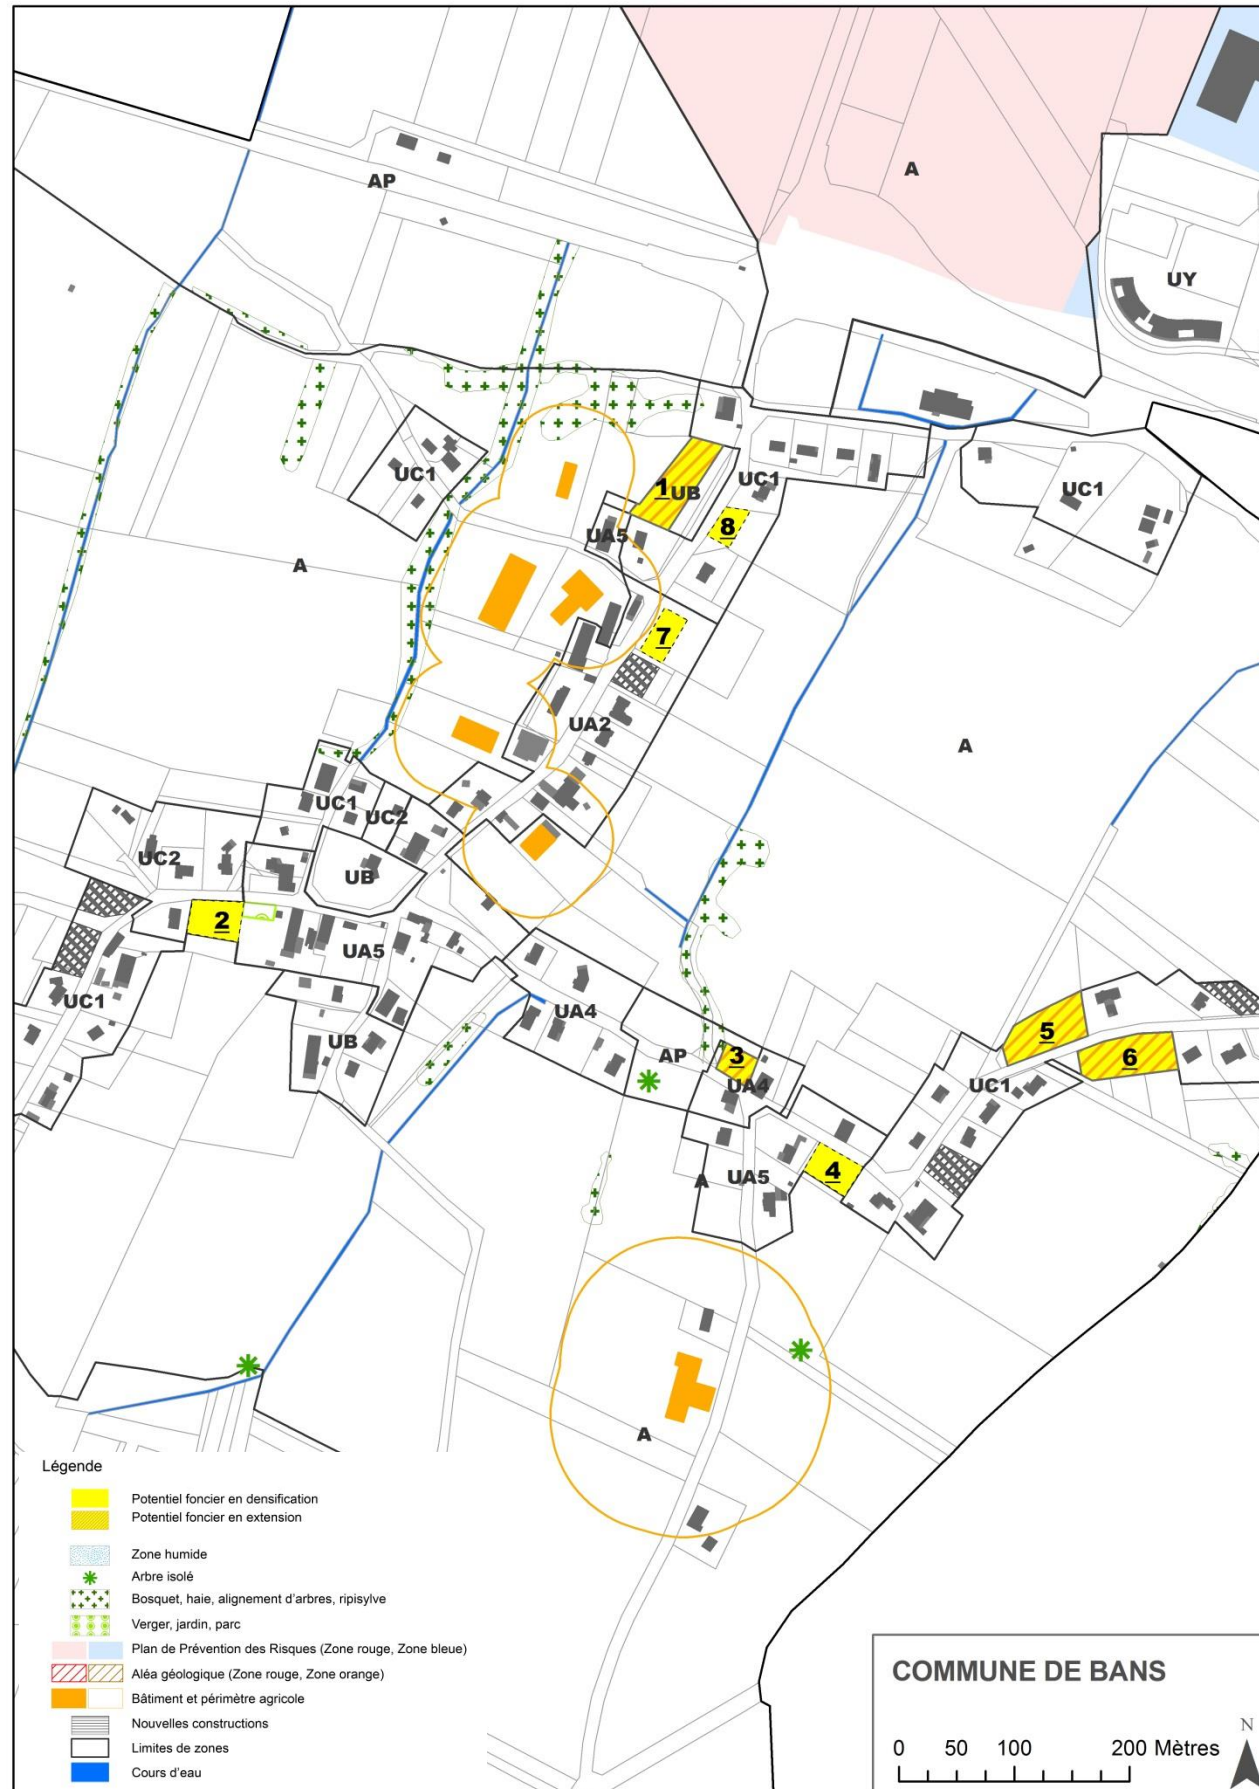 A
AP
UY
UC1
UC1
UC1
1
UB
8
UA5
A
7
UA2
A
UC1
UC2
UC2
UB
2
UA5
UC1
UA4
5
UB
3
6
AP
UA4
UC1
4
UA5
A
A
Légende
Potentiel foncier en densification
Potentiel foncier en extension
Zone humide
Arbre isolé
Bosquet, haie, alignement d'arbres, ripisylve
Verger, jardin, parc
Plan de Prévention des Risques (Zone rouge, Zone bleue)
Aléa géologique (Zone rouge, Zone orange)
Bâtiment et périmètre agricole
Nouvelles constructions
Limites de zones
Cours d'eau
COMMUNE DE BANS
N
0 50 100 200 Mètres